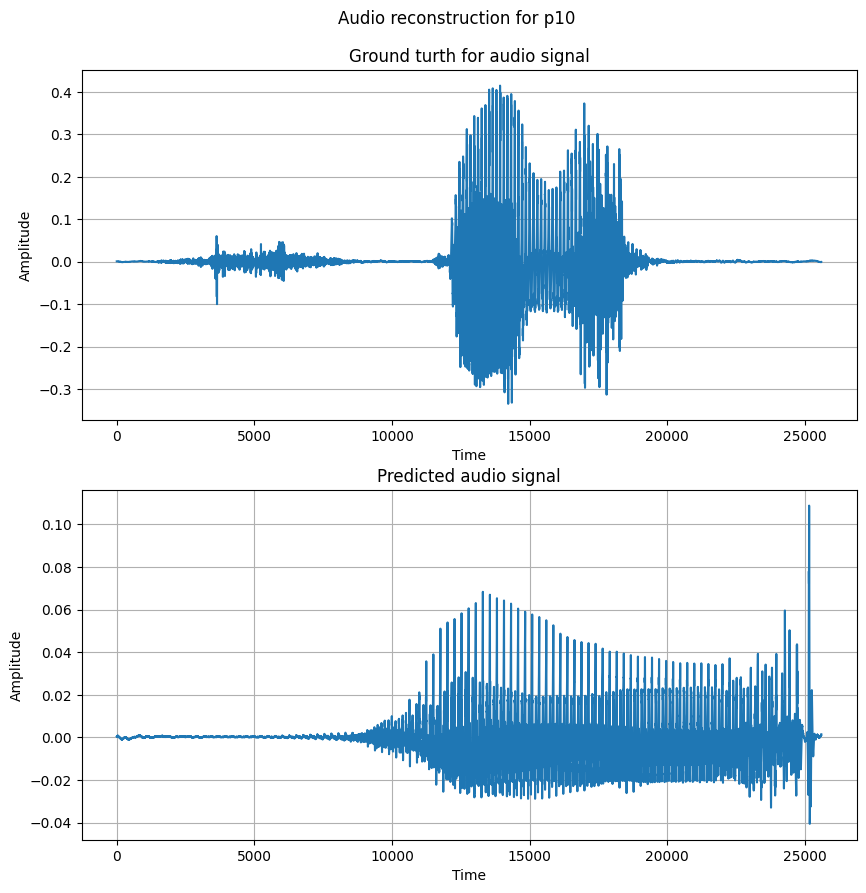 Audio reconstruction for p10
Ground turth for audio signal
0.4
0.3
0.2
0.1
0.0
−0.1
−0.2
−0.3
Amplitude
0 5000 10000 15000 20000 25000
Time
Predicted audio signal
0.10
0.08
0.06
0.04
0.02
0.00
−0.02
−0.04
Amplitude
0 5000 10000 15000 20000 25000
Time